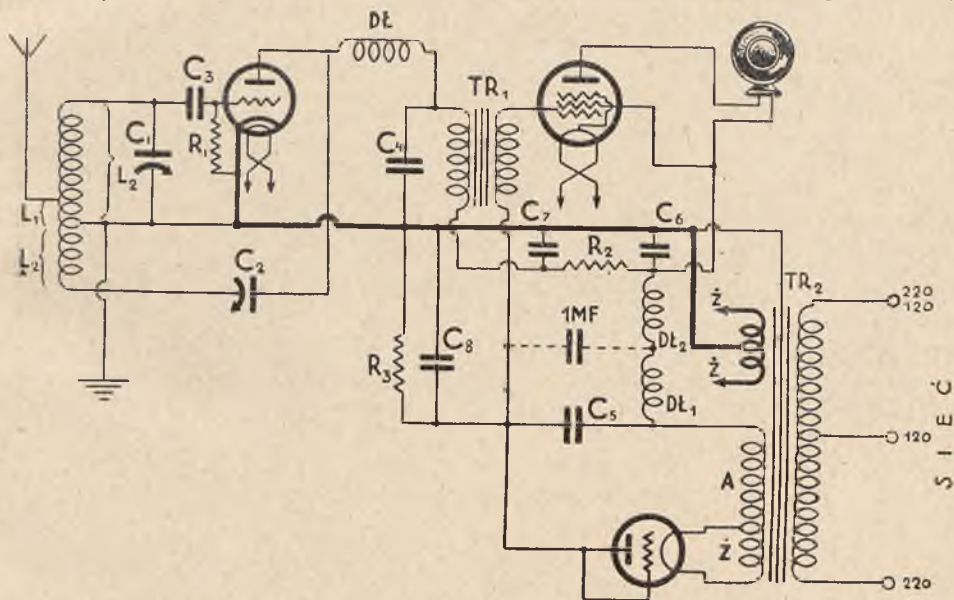 DŁ
C₃
TR₁
C₁
R₁
L₂
C₄
L₁
L₂
C₂
C₇
C₆
R₂
TR₂
220
120
ż
1MF
DŁ₂
R₃
C₈
ż
DŁ₁
C₅
120
A
ż
220
SIEĆ